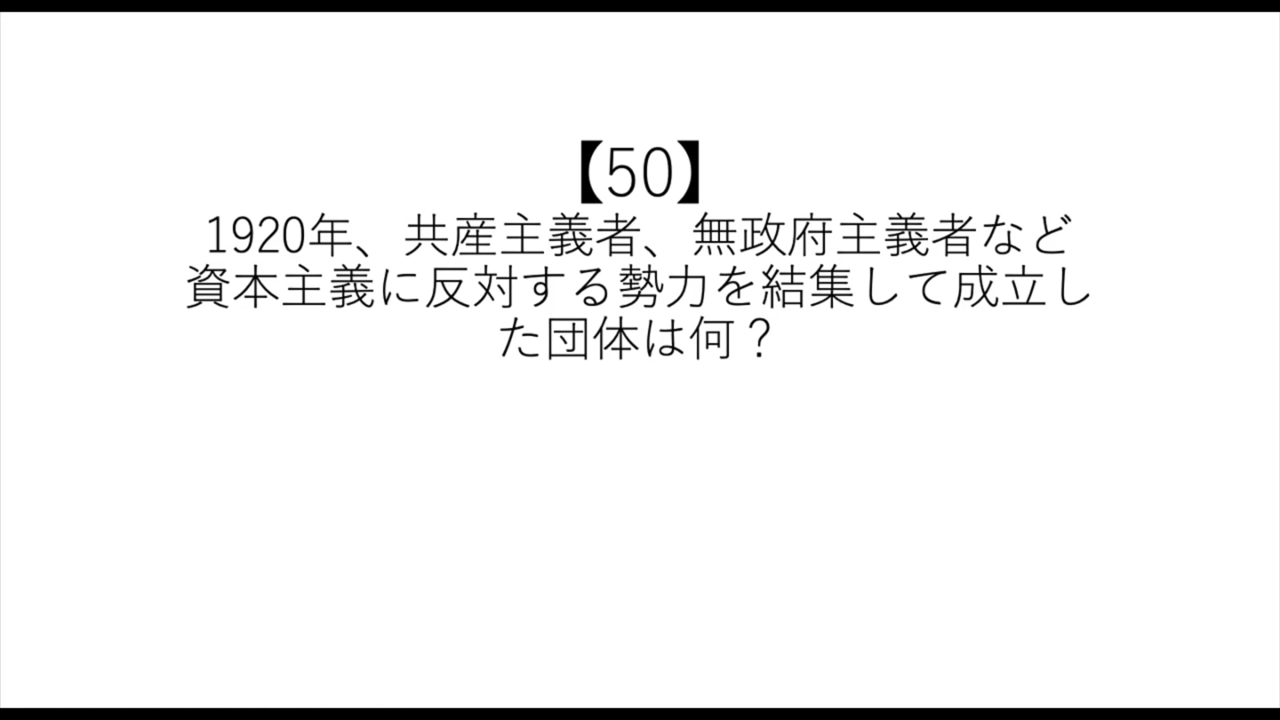 【50】
1920年、共産主義者、無政府主義者など
資本主義に反対する勢力を結集して成立し
た団体は何？